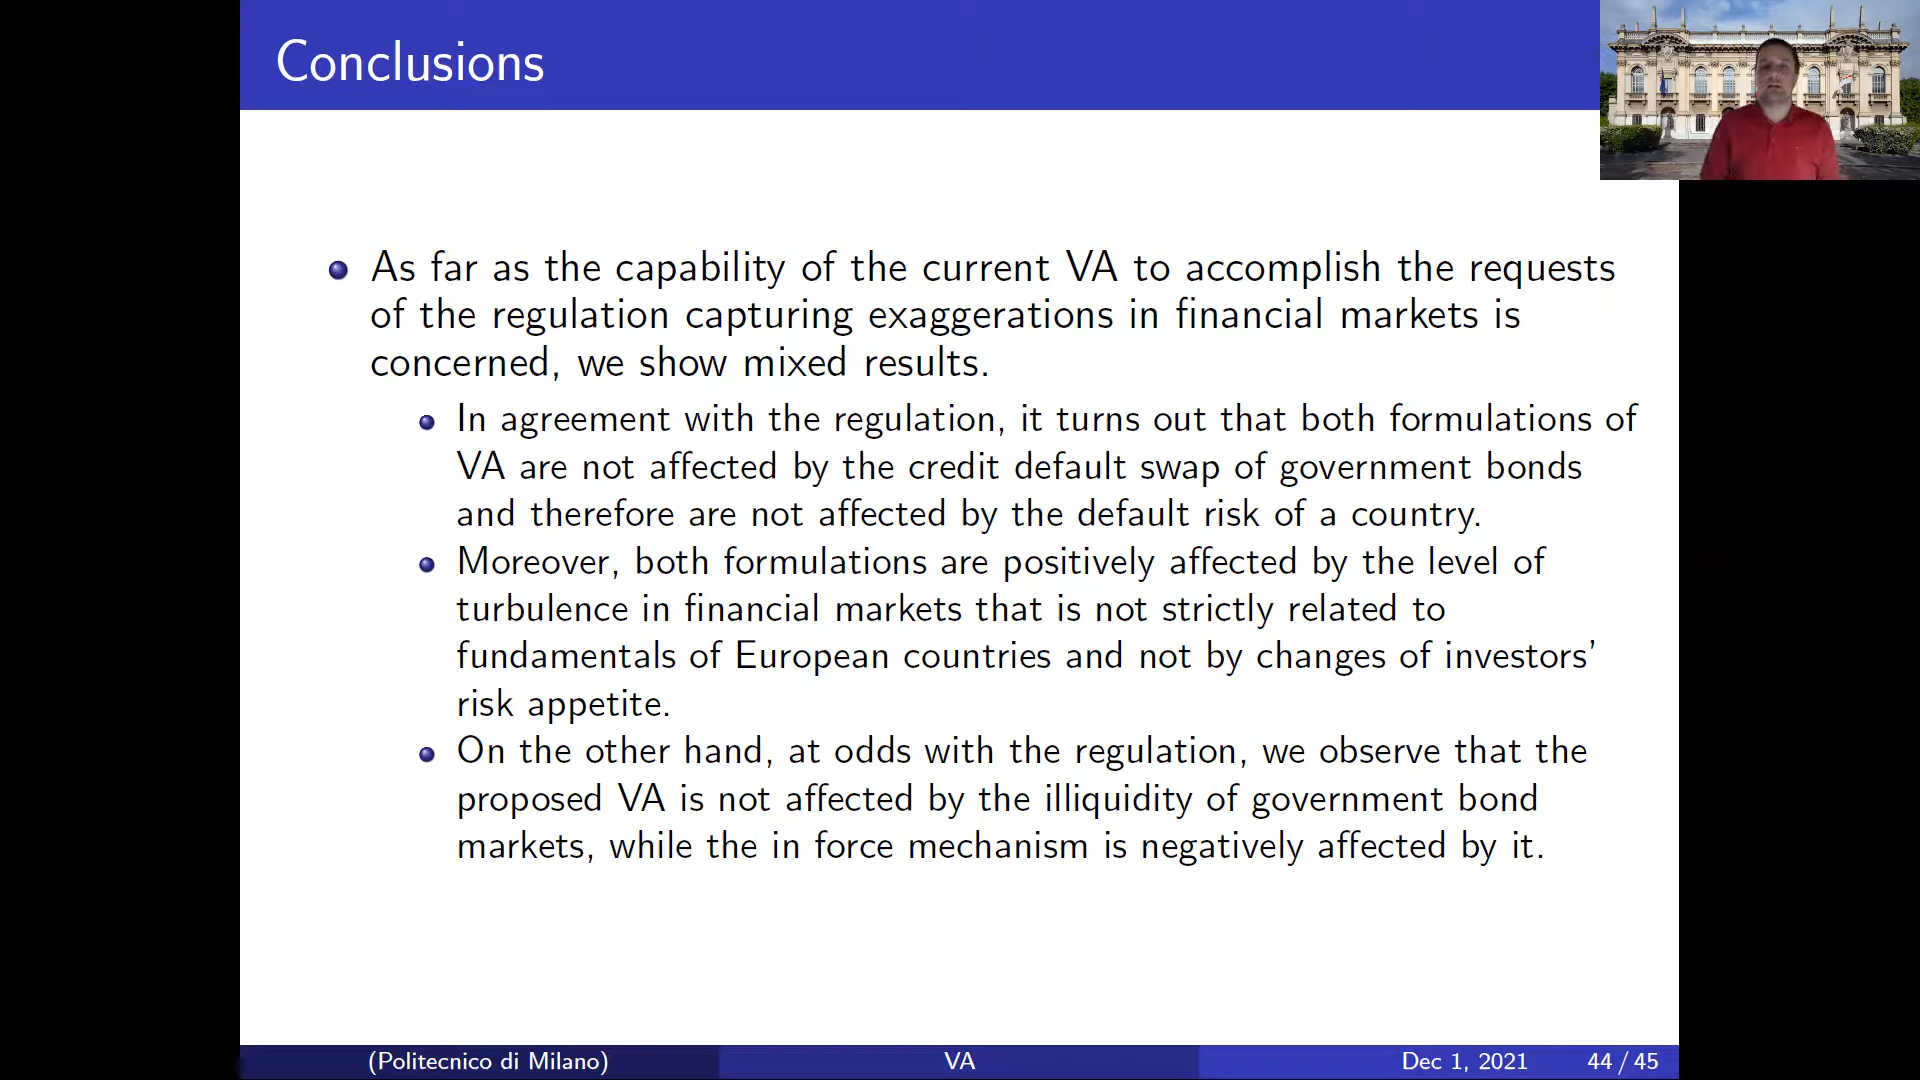 Conclusions
As far as the capability of the current VA to accomplish the requests
of the regulation capturing exaggerations in financial markets is
concerned, we show mixed results.
In agreement with the regulation, it turns out that both formulations of
VA are not affected by the credit default swap of government bonds
and therefore are not affected by the default risk of a country.
Moreover, both formulations are positively affected by the level of
turbulence in financial markets that is not strictly related to
fundamentals of European countries and not by changes of investors'
risk appetite.
On the other hand, at odds with the regulation, we observe that the
proposed VA is not affected by the illiquidity of government bond
markets, while the in force mechanism is negatively affected by it.
(Politecnico di Milano) VA Dec 1, 2021 44 / 45